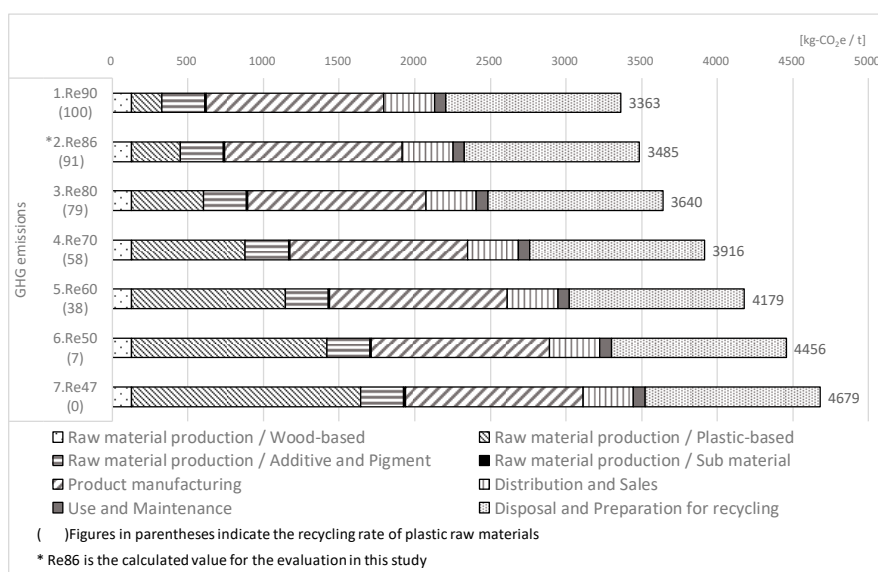 [kg-CO₂e / t]
0 500 1000 1500 2000 2500 3000 3500 4000 4500 5000
GHG emissions
1.Re90
(100)
3363
*2.Re86
(91)
3485
3.Re80
(79)
3640
4.Re70
(58)
3916
5.Re60
(38)
4179
6.Re50
(7)
4456
7.Re47
(0)
4679
Raw material production / Wood-based
Raw material production / Plastic-based
Raw material production / Additive and Pigment
Raw material production / Sub material
Product manufacturing
Distribution and Sales
Use and Maintenance
Disposal and Preparation for recycling
( )Figures in parentheses indicate the recycling rate of plastic raw materials
* Re86 is the calculated value for the evaluation in this study